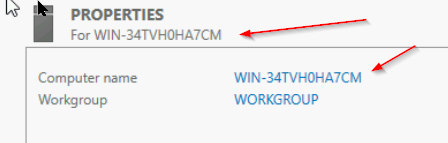 PROPERTIES
For WIN-34TVH0HA7CM
Computer name WIN-34TVH0HA7CM
Workgroup WORKGROUP